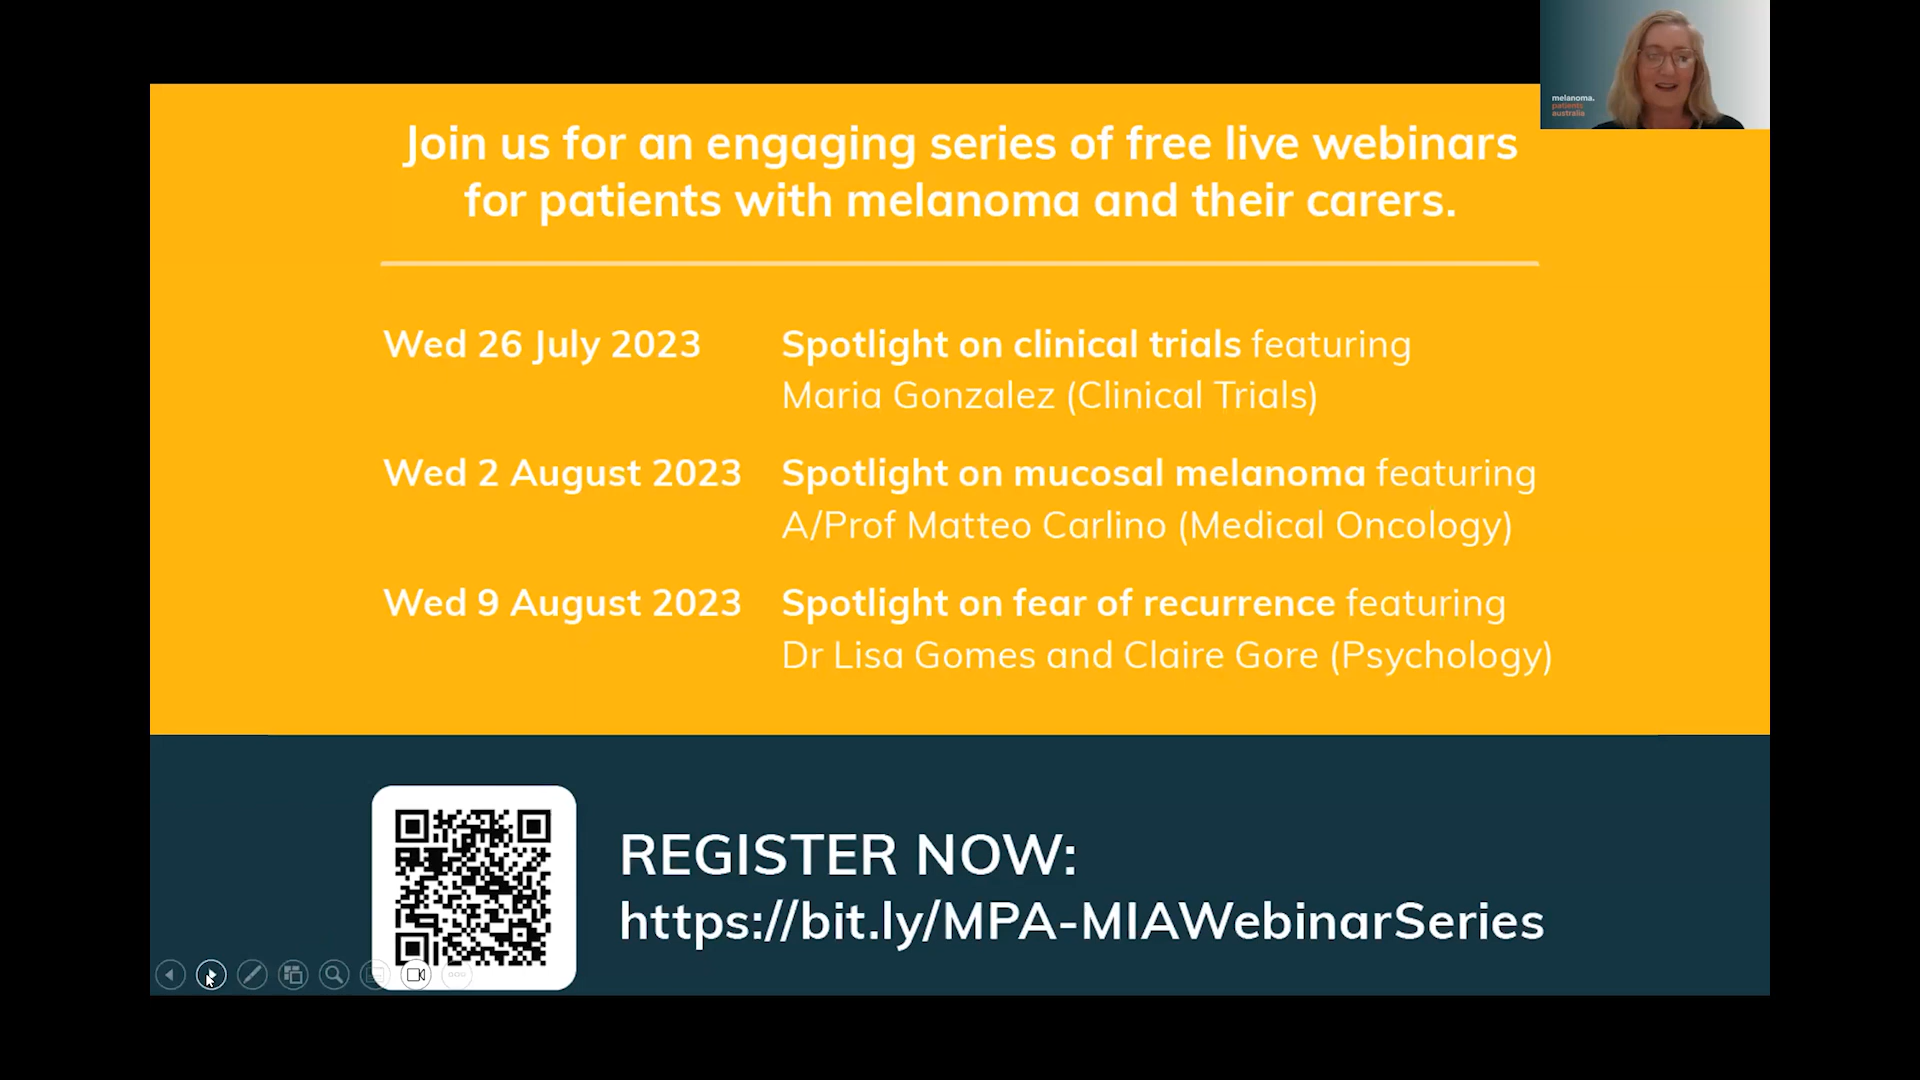 melanoma.
patients
australia
Join us for an engaging series of free live webinars
for patients with melanoma and their carers.
Wed 26 July 2023 Spotlight on clinical trials featuring
Maria Gonzalez (Clinical Trials)
Wed 2 August 2023 Spotlight on mucosal melanoma featuring
A/Prof Matteo Carlino (Medical Oncology)
Wed 9 August 2023 Spotlight on fear of recurrence featuring
Dr Lisa Gomes and Claire Gore (Psychology)
REGISTER NOW:
https://bit.ly/MPA-MIAWebinarSeries